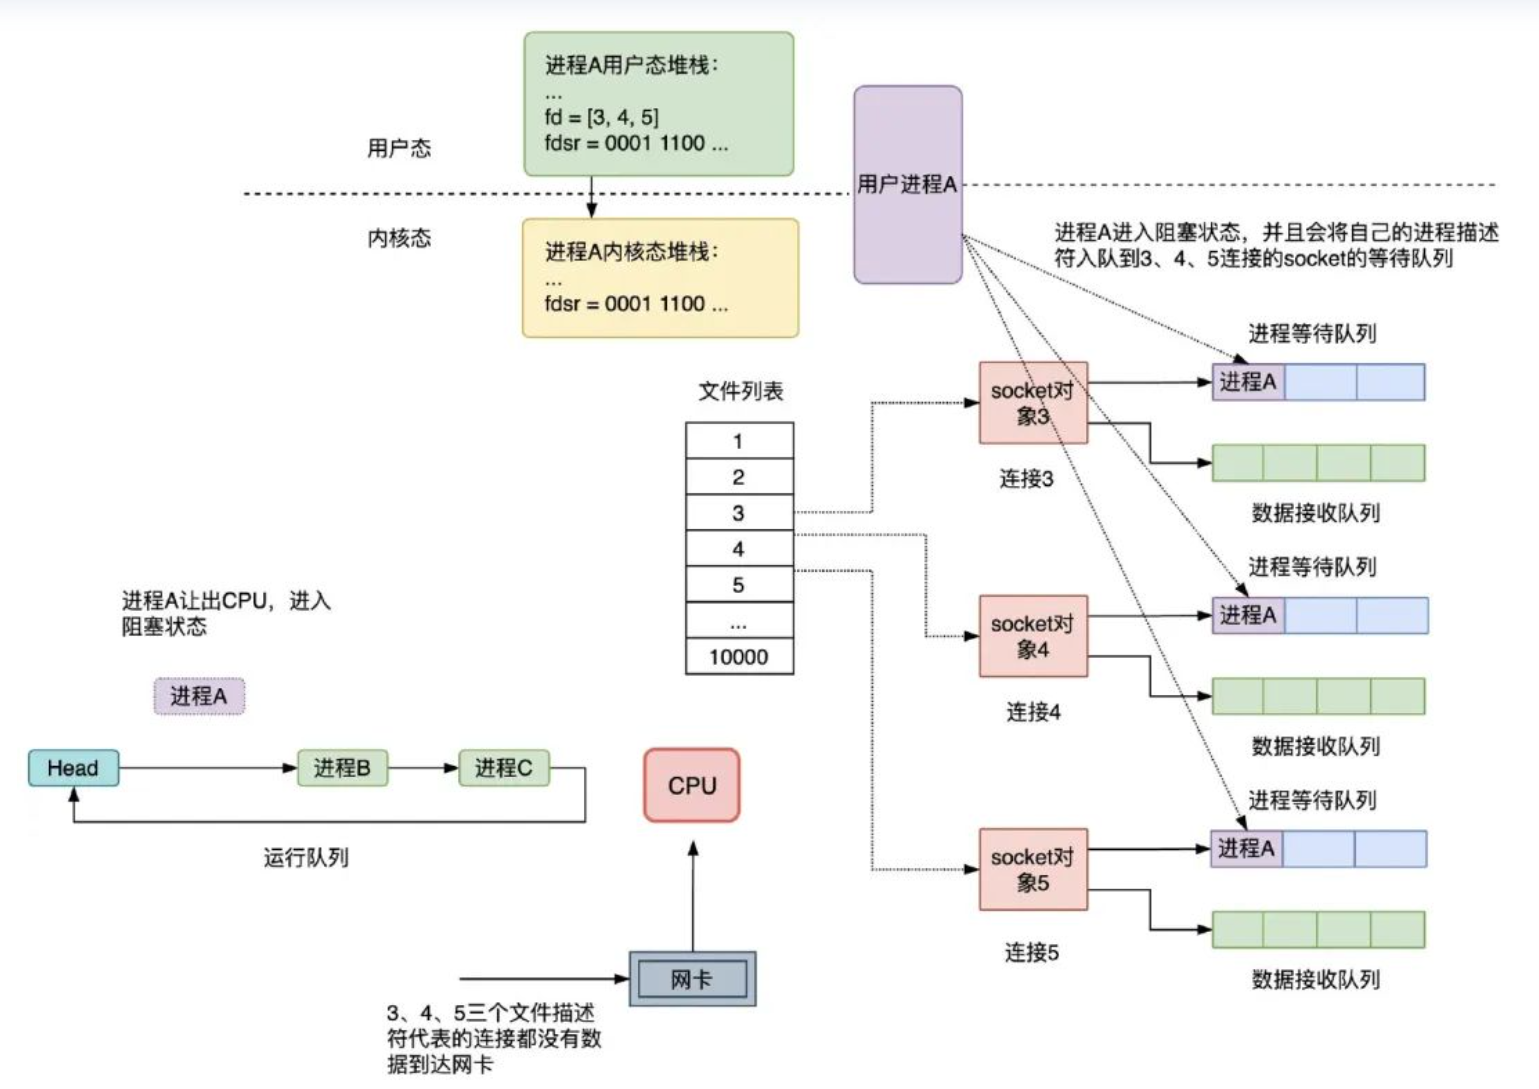 进程A用户态堆栈：
...
fd = [3, 4, 5]
fdsr = 0001 1100 ...
用户态
用户进程A
内核态
进程A内核态堆栈：
...
fdsr = 0001 1100 ...
进程A进入阻塞状态，并且会将自己的进程描述
符入队到3、4、5连接的socket的等待队列
文件列表
1
2
3
4
5
...
10000
进程等待队列
socket对
象3
进程A
连接3
数据接收队列
进程等待队列
socket对
象4
进程A
连接4
数据接收队列
进程等待队列
socket对
象5
进程A
连接5
数据接收队列
进程A让出CPU，进入
阻塞状态
进程A
Head
进程B
进程C
运行队列
CPU
网卡
3、4、5三个文件描述
符代表的连接都没有数
据到达网卡